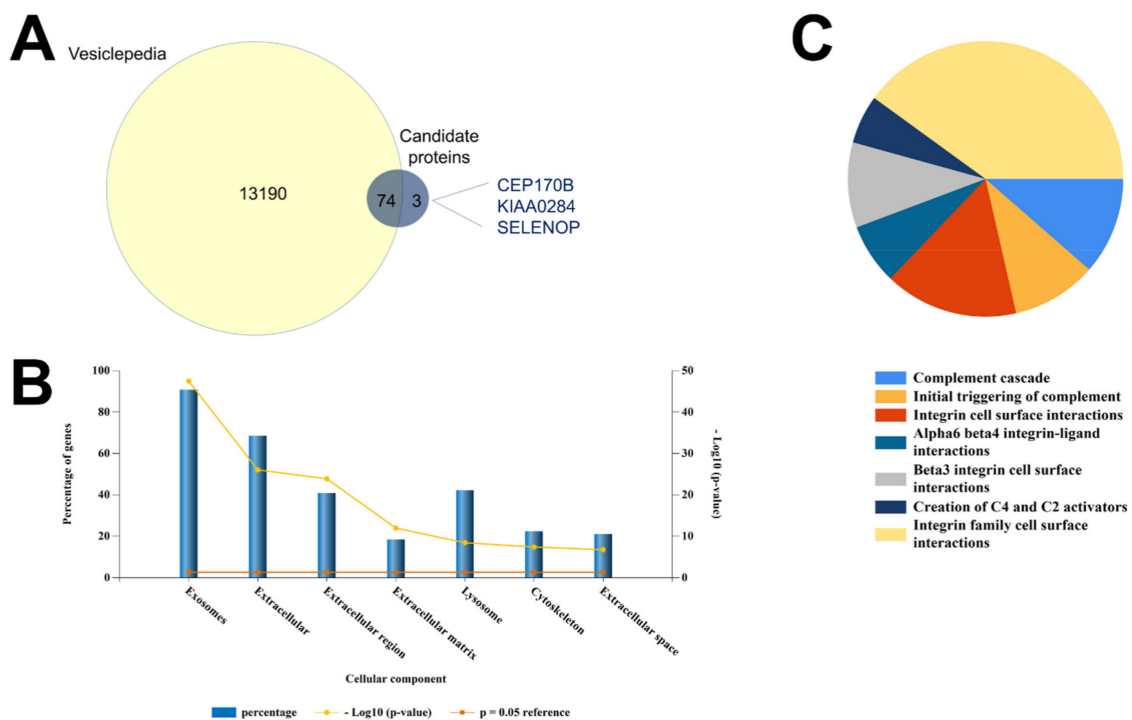 A
Vesiclepedia
Candidate
proteins
13190
74
3
CEP170B
KIAA0284
SELENOP
B
100
80
60
40
20
0
Percentage of genes
50
40
30
20
10
0
- Log10 (p-value)
Exosomes
Extracellular
Extracellular region
Extracellular matrix
Lysosome
Cytoskeleton
Extracellular space
Cellular component
percentage
- Log10 (p-value)
p = 0.05 reference
C
Complement cascade
Initial triggering of complement
Integrin cell surface interactions
Alpha6 beta4 integrin-ligand
interactions
Beta3 integrin cell surface
interactions
Creation of C4 and C2 activators
Integrin family cell surface
interactions